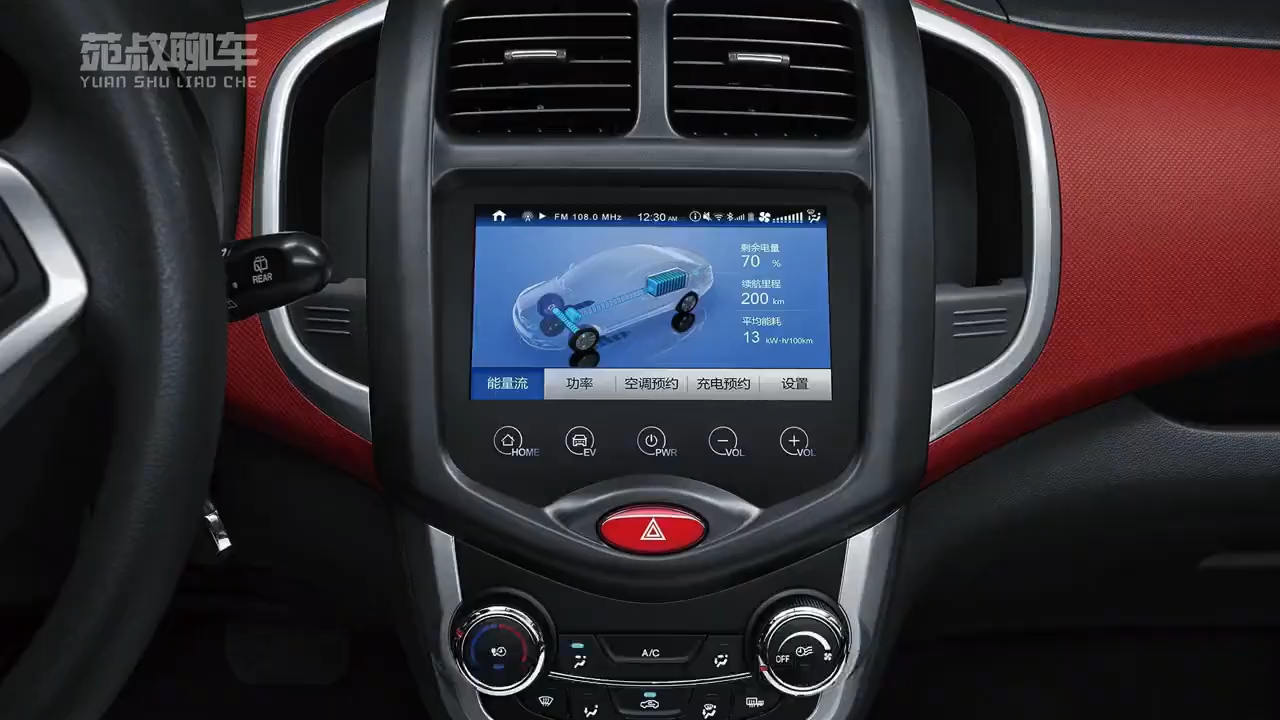 苑叔聊车
YUAN SHU LIAO CHE
FM 108.0 MHz 12:30 AM
剩余电量
70 %
续航里程
200 km
平均能耗
13 kW·h/100km
能量流 功率 空调预约 充电预约 设置
HOME EV PWR VOL VOL
REAR
A/C
OFF